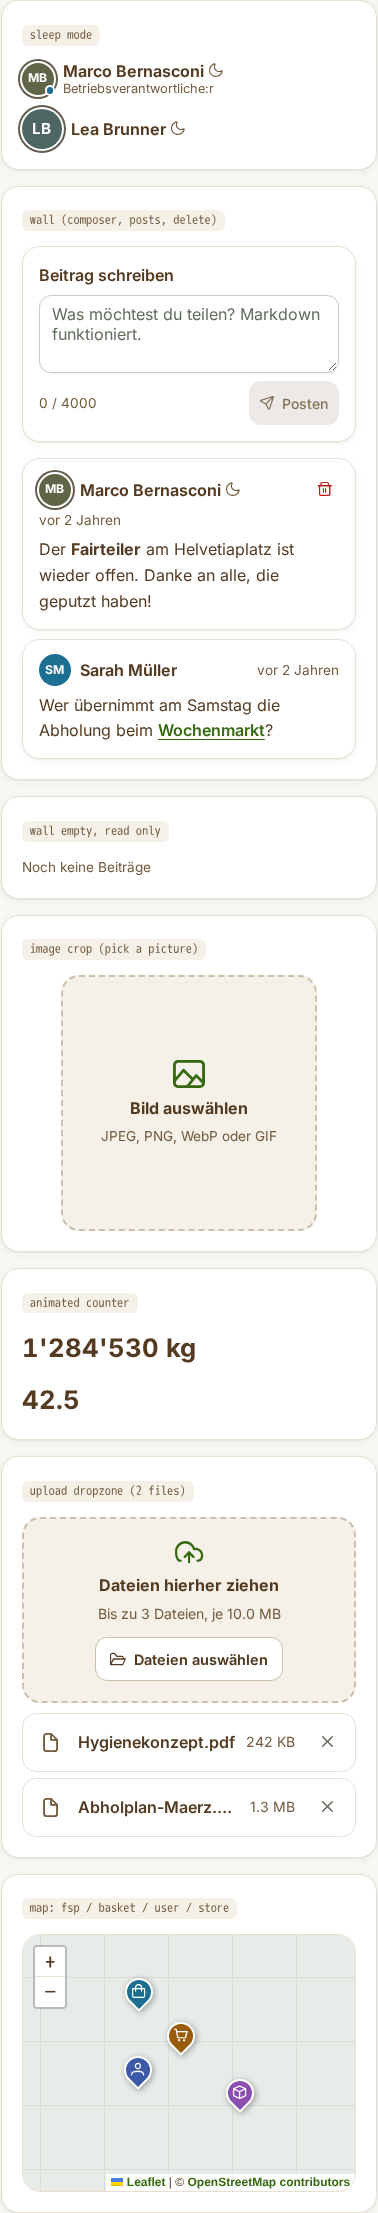 sleep mode
MB
Marco Bernasconi
Betriebsverantwortliche:r
LB
Lea Brunner
wall (composer, posts, delete)
Beitrag schreiben
Was möchtest du teilen? Markdown
funktioniert.
0 / 4000
Posten
MB
Marco Bernasconi
vor 2 Jahren
Der Fairteiler am Helvetiaplatz ist
wieder offen. Danke an alle, die
geputzt haben!
SM
Sarah Müller
vor 2 Jahren
Wer übernimmt am Samstag die
Abholung beim Wochenmarkt?
wall empty, read only
Noch keine Beiträge
image crop (pick a picture)
Bild auswählen
JPEG, PNG, WebP oder GIF
animated counter
1'284'530 kg
42.5
upload dropzone (2 files)
Dateien hierher ziehen
Bis zu 3 Dateien, je 10.0 MB
Dateien auswählen
Hygienekonzept.pdf 242 KB
Abholplan-Maerz.... 1.3 MB
map: fsp / basket / user / store
+
−
Leaflet | © OpenStreetMap contributors